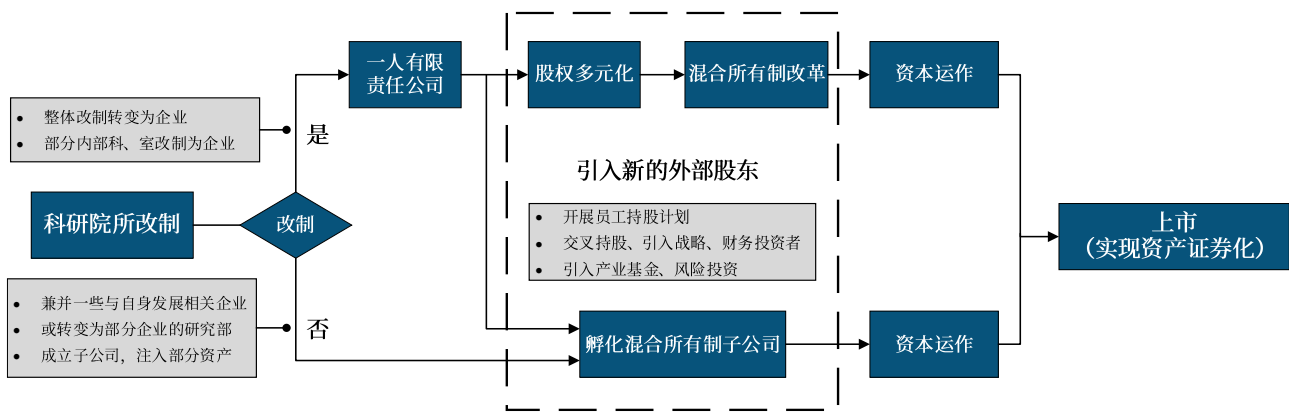 一人有限
责任公司
股权多元化
混合所有制改革
资本运作
整体改制转变为企业
部分内部科、室改制为企业
是
引入新的外部股东
科研院所改制
改制
开展员工持股计划
交叉持股、引入战略、财务投资者
引入产业基金、风险投资
上市
（实现资产证券化）
兼并一些与自身发展相关企业
或转变为部分企业的研究部
成立子公司，注入部分资产
否
孵化混合所有制子公司
资本运作